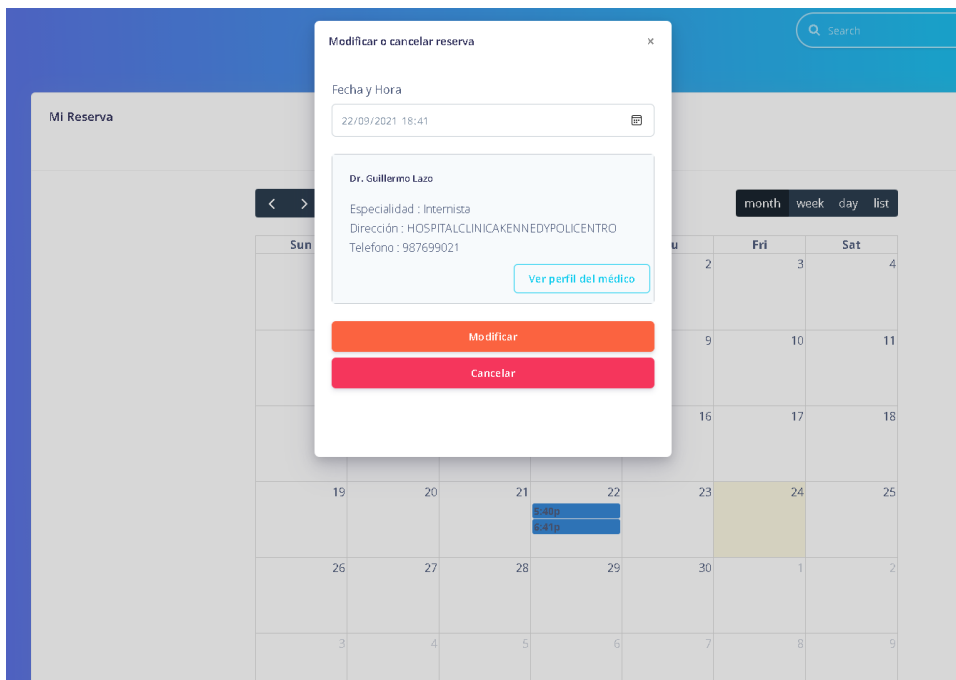 Modificar o cancelar reserva ×
Search
Fecha y Hora
Mi Reserva
22/09/2021 18:41
Dr. Guillermo Lazo
Especialidad : Internista
Dirección : HOSPITALCLINICAKENNEDYPOLICENTRO
Telefono : 987699021
Ver perfil del médico
Modificar
Cancelar
month week day list
Sun u Fri Sat
2 3 4
9 10 11
16 17 18
19 20 21 22 23 24 25
5:40p
6:41p
26 27 28 29 30 1 2
3 4 5 6 7 8 9